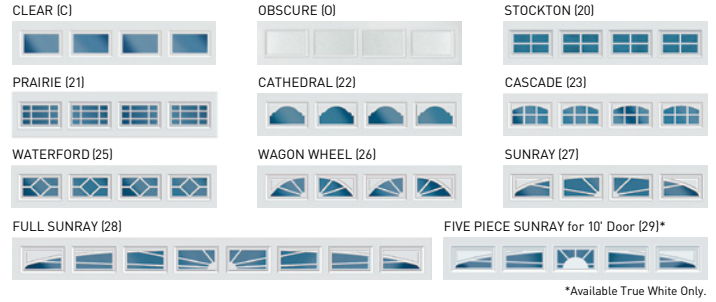 CLEAR (C)
OBSCURE (O)
STOCKTON (20)
PRAIRIE (21)
CATHEDRAL (22)
CASCADE (23)
WATERFORD (25)
WAGON WHEEL (26)
SUNRAY (27)
FULL SUNRAY (28)
FIVE PIECE SUNRAY for 10' Door (29)*
*Available True White Only.